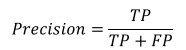 Precision = TP / (TP + FP)